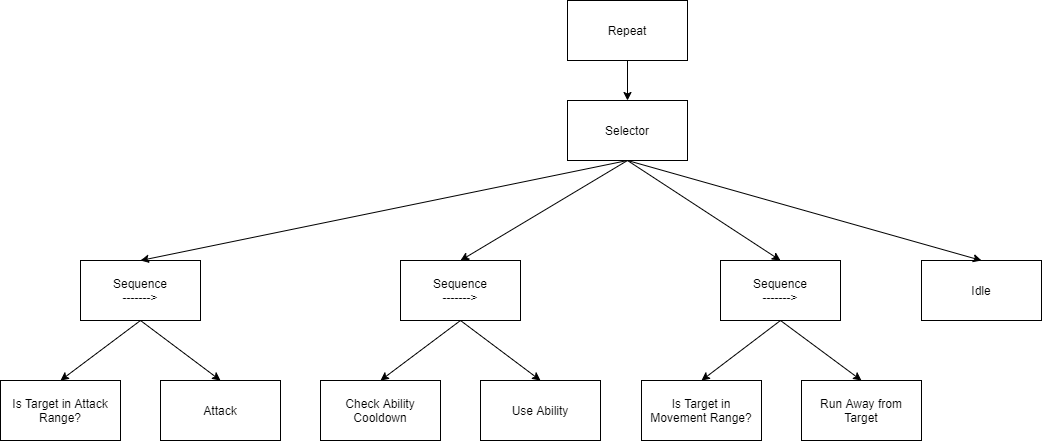 Repeat
Selector
Sequence
------->
Sequence
------->
Sequence
------->
Idle
Is Target in Attack
Range?
Attack
Check Ability
Cooldown
Use Ability
Is Target in
Movement Range?
Run Away from
Target